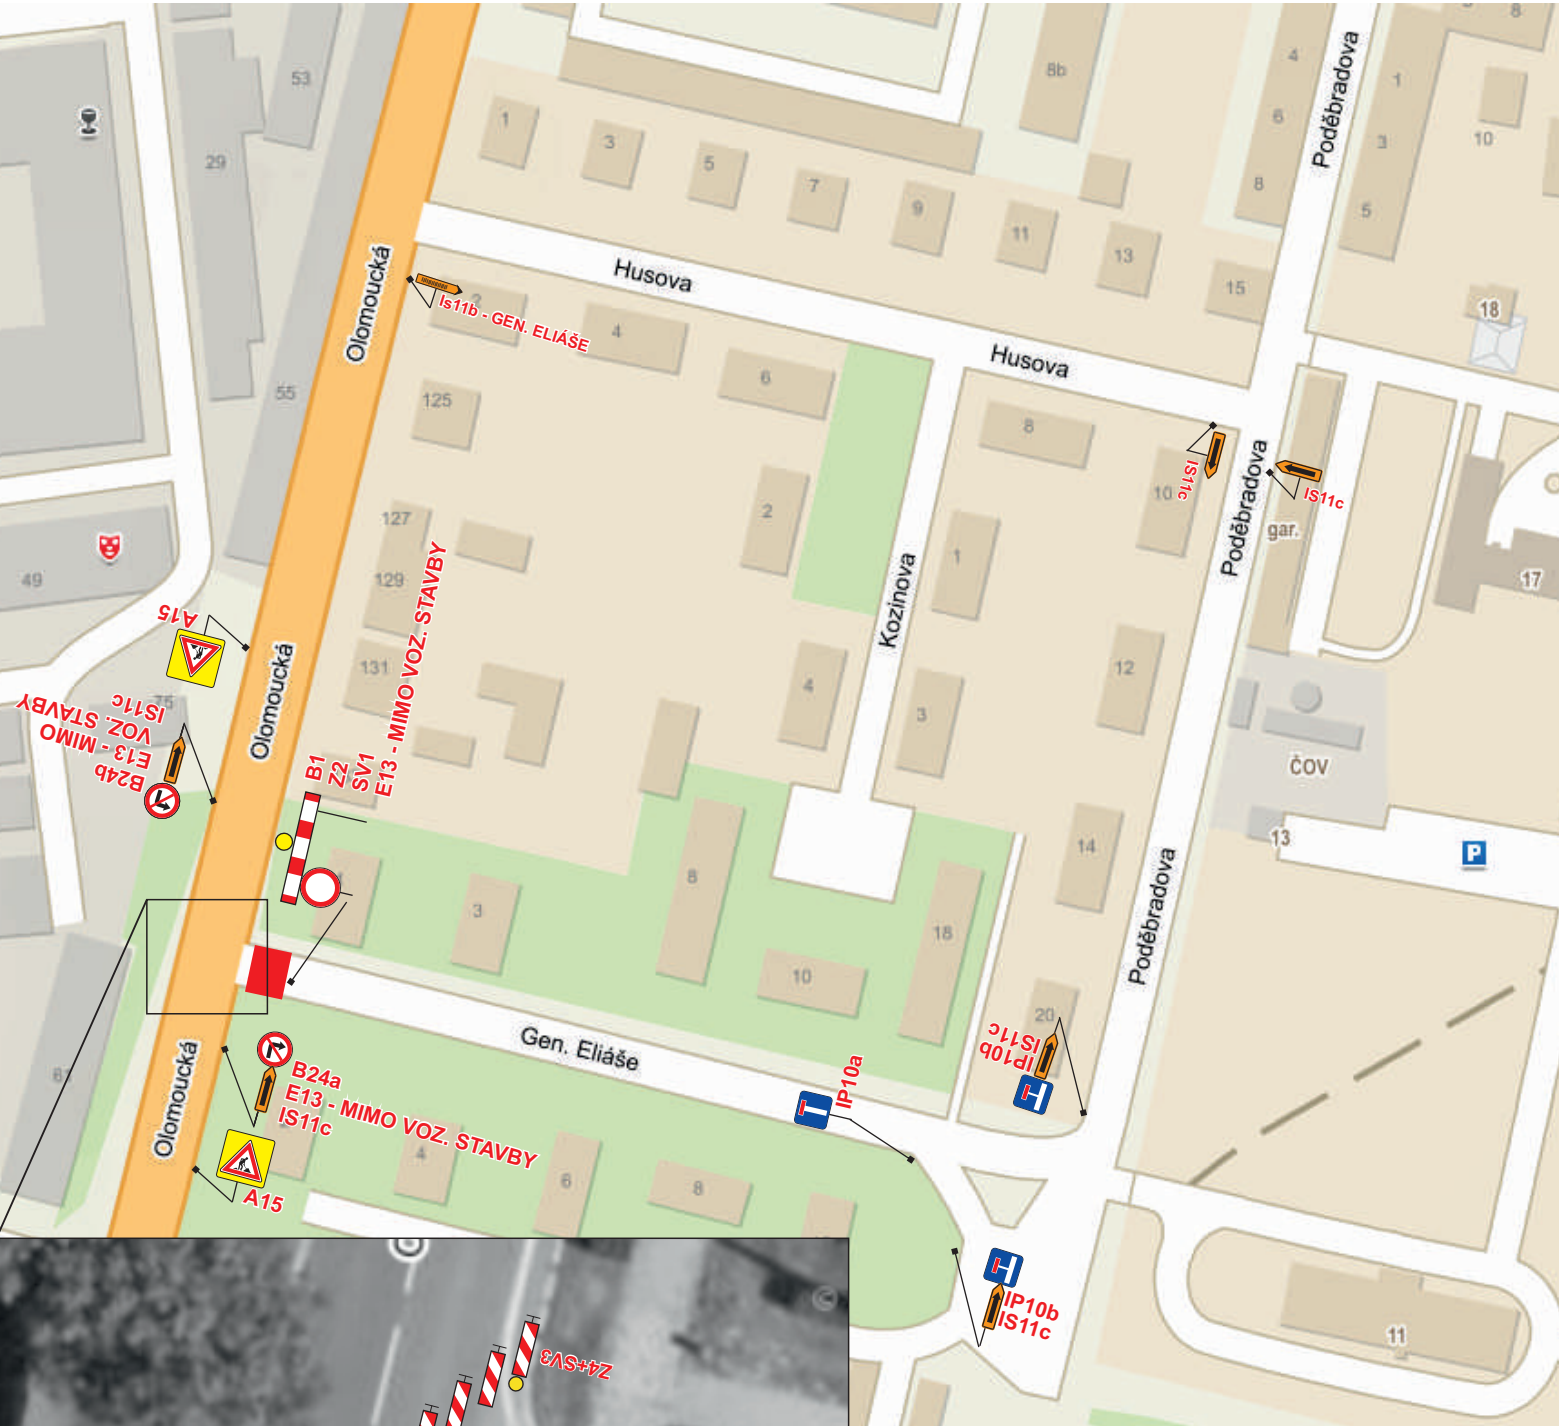 53
8b
4
1
8
10
29
1
3
5
7
9
11
13
15
6
8
3
5
Poděbradova
Olomoucká
Husova
Husova
18
2
Is11b - GEN. ELIÁŠE
4
6
55
125
8
10
IS11c
IS11c
Poděbradova
gar.
17
127
129
2
1
Kozinova
49
A15
131
4
3
12
Olomoucká
75
IS11c
VOZ. STAVBY
E13 - MIMO
B24b
B1
Z2
SV1
E13 - MIMO VOZ. STAVBY
ČOV
13
P
14
3
8
18
10
Poděbradova
20
IS11c
IP10b
Gen. Eliáše
IP10a
Olomoucká
B24a
E13 - MIMO VOZ. STAVBY
IS11c
A15
4
6
8
IP10b
IS11c
11
Z4+SV3